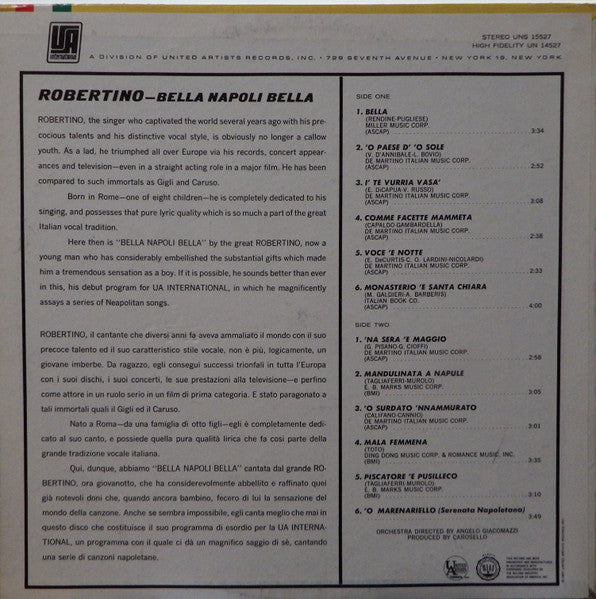 UA
INTERNATIONAL
A DIVISION OF UNITED ARTISTS RECORDS, INC. • 729 SEVENTH AVENUE • NEW YORK 19, NEW YORK
STEREO UNS 15527
HIGH FIDELITY UN 14527
ROBERTINO—BELLA NAPOLI BELLA
ROBERTINO, the singer who captivated the world several years ago with his pre-
cocious talents and his distinctive vocal style, is obviously no longer a callow
youth. As a lad, he triumphed all over Europe via his records, concert appear-
ances and television—even in a straight acting role in a major film. He has been
compared to such immortals as Gigli and Caruso.
Born in Rome—one of eight children—he is completely dedicated to his
singing, and possesses that pure lyric quality which is so much a part of the great
Italian vocal tradition.
Here then is "BELLA NAPOLI BELLA" by the great ROBERTINO, now a
young man who has considerably embellished the substantial gifts which made
him a tremendous sensation as a boy. If it is possible, he sounds better than ever
in this, his debut program for UA INTERNATIONAL, in which he magnificently
assays a series of Neapolitan songs.
ROBERTINO, il cantante che diversi anni fa aveva ammaliato il mondo con il suo
precoce talento ed il suo caratteristico stile vocale, non è più, logicamente, un
giovane imberbe. Da ragazzo, egli conseguì successi trionfali in tutta l'Europa
con i suoi dischi, i suoi concerti, le sue prestazioni alla televisione—e perfino
come attore in un ruolo serio in un film di prima categoria. E stato paragonato a
tali immortali quali il Gigli ed il Caruso.
Nato a Roma—da una famiglia di otto figli—egli è completamente dedi-
cato al suo canto, e possiede quella pura qualità lirica che fa così parte della
grande tradizione vocale italiana.
Qui, dunque, abbiamo "BELLA NAPOLI BELLA" cantata dal grande RO-
BERTINO, ora giovanotto, che ha considerevolmente abbellito e raffinato quei
già notevoli doni che, quando ancora bambino, fecero di lui la sensazione del
mondo della canzone. Anche se sembra impossibile, egli canta meglio che mai in
questo disco che costituisce il suo programma di esordio per la UA INTERNA-
TIONAL, un programma con il quale ci dà un magnifico saggio di sè, cantando
una serie di canzoni napoletane.
SIDE ONE
1. BELLA
(RENDINE-PUGLIESE)
MILLER MUSIC CORP.
(ASCAP) 3:34
2. 'O PAESE D' 'O SOLE
(V. D'ANNIBALE-L. BOVIO)
DE MARTINO ITALIAN MUSIC CORP.
(ASCAP) 2:52
3. I' TE VURRIA VASA'
(E. DiCAPUA-V. RUSSO)
DE MARTINO ITALIAN MUSIC CORP.
(ASCAP) 3:08
4. COMME FACETTE MAMMETA
(CAPALDO-GAMBARDELLA)
DE MARTINO ITALIAN MUSIC CORP.
(ASCAP) 2:38
5. VOCE 'E NOTTE
(E. DeCURTIS C. O. LARDINI-NICOLARDI)
DE MARTINO ITALIAN MUSIC CORP.
(ASCAP) 2:33
6. MONASTERIO 'E SANTA CHIARA
(M. GALDIERI-A. BARBERIS)
ITALIAN BOOK CO.
(ASCAP) 4:00
SIDE TWO
1. 'NA SERA 'E MAGGIO
(G. PISANO-G. CIOFFI)
DE MARTINO ITALIAN MUSIC CORP.
(ASCAP) 2:58
2. MANDULINATA A NAPULE
(TAGLIAFERRI-MUROLO)
E. B. MARKS MUSIC CORP.
(BMI) 3:05
3. 'O SURDATO 'NNAMMURATO
(CALIFANO-CANNIO)
DE MARTINO ITALIAN MUSIC CORP.
(ASCAP) 3:01
4. MALA FEMMENA
(TOTO)
DING DONG MUSIC CORP. & ROMANCE MUSIC, INC.
(BMI) 3:35
5. PISCATORE 'E PUSILLECO
(TAGLIAFERRI MUROLO)
E. B. MARKS MUSIC CORP.
(BMI) 3:10
6. 'O MARENARIELLO (Serenata Napoletana)
3:49
ORCHESTRA DIRECTED BY ANGELO GIACOMAZZI
PRODUCED BY CAROSELLO